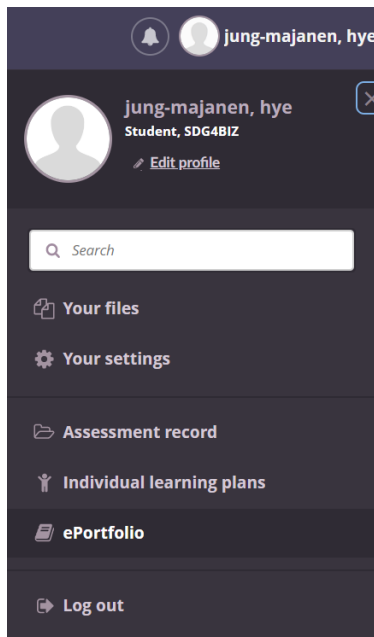 jung-majanen, hye
jung-majanen, hye
Student, SDG4BIZ
Edit profile
Search
Your files
Your settings
Assessment record
Individual learning plans
ePortfolio
Log out